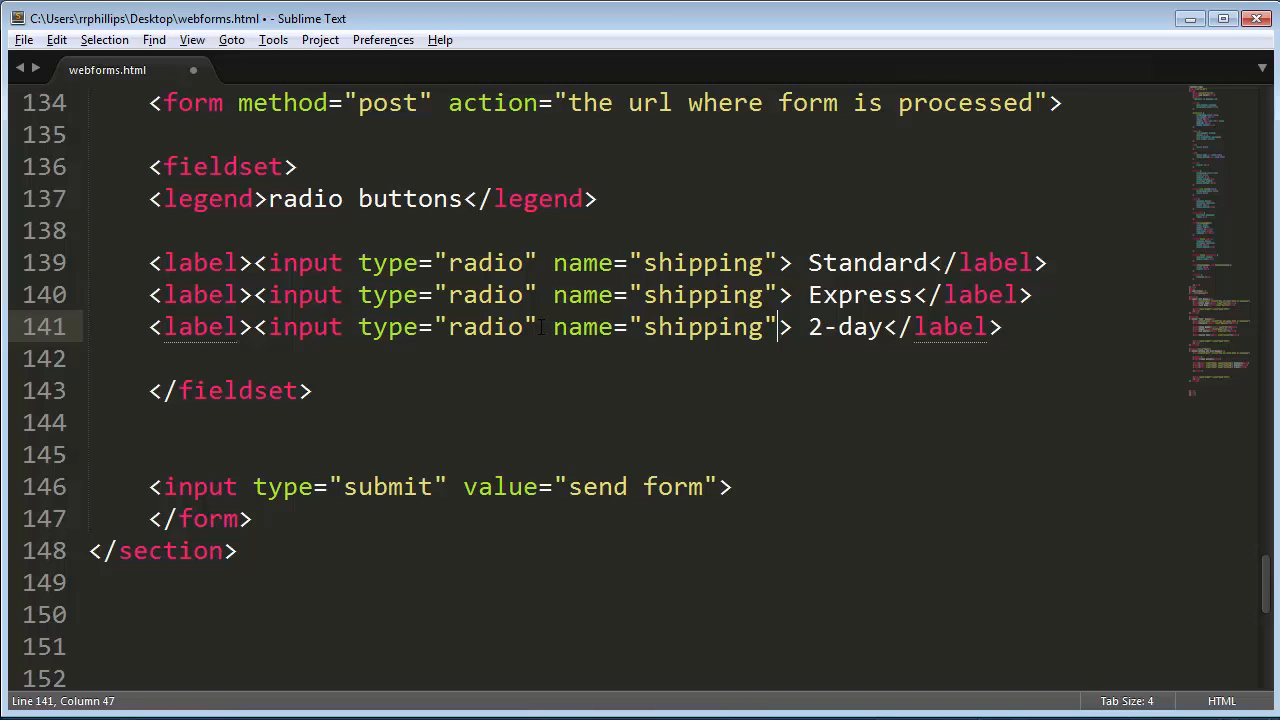 C:\Users\rrphillips\Desktop\webforms.html • - Sublime Text
File Edit Selection Find View Goto Tools Project Preferences Help
webforms.html
134 <form method="post" action="the url where form is processed">
135
136 <fieldset>
137 <legend>radio buttons</legend>
138
139 <label><input type="radio" name="shipping"> Standard</label>
140 <label><input type="radio" name="shipping"> Express</label>
141 <label><input type="radio" name="shipping"> 2-day</label>
142
143 </fieldset>
144
145
146 <input type="submit" value="send form">
147 </form>
148 </section>
149
150
151
152
Line 141, Column 47 Tab Size: 4 HTML